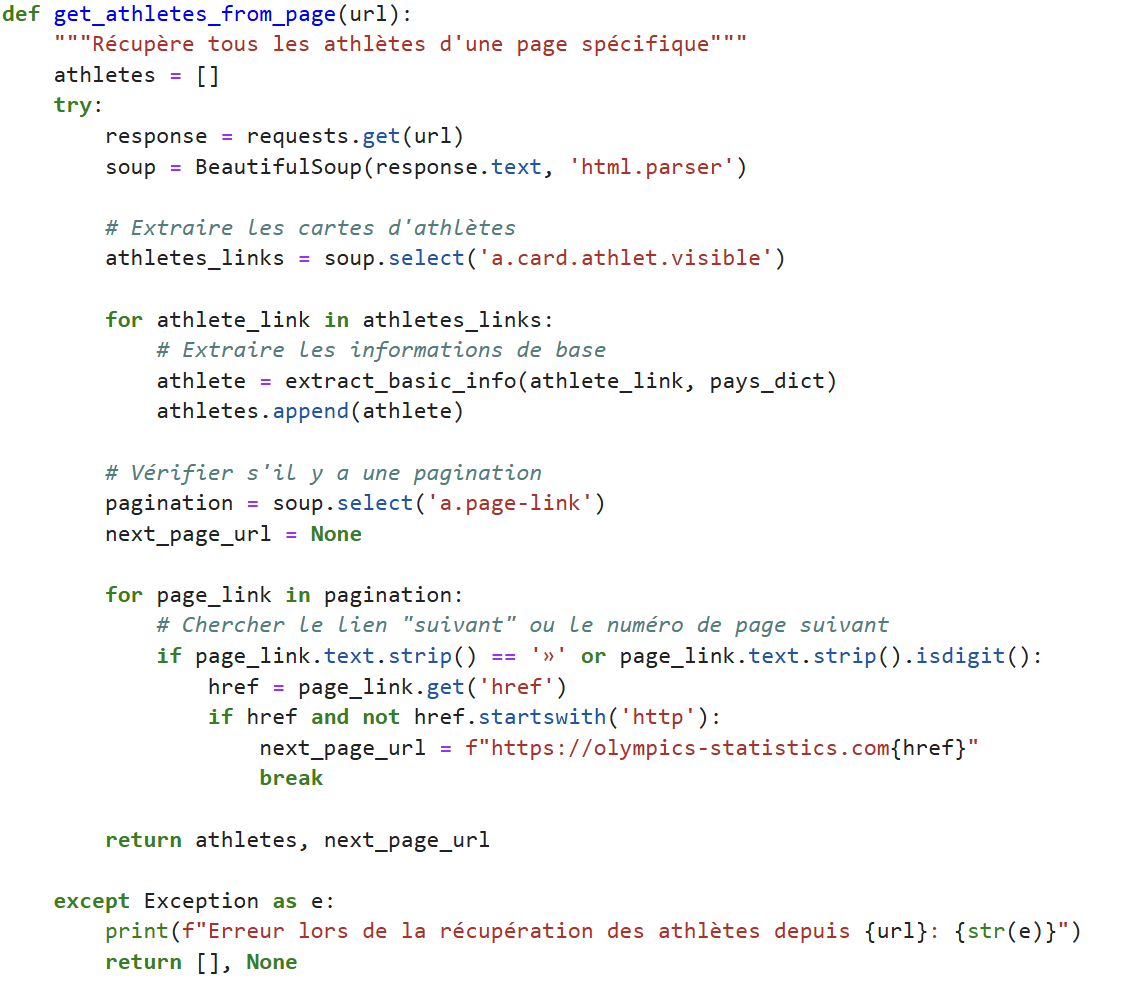 def get_athletes_from_page(url):
    """Récupère tous les athlètes d'une page spécifique"""
    athletes = []
    try:
        response = requests.get(url)
        soup = BeautifulSoup(response.text, 'html.parser')

        # Extraire les cartes d'athlètes
        athletes_links = soup.select('a.card.athlet.visible')

        for athlete_link in athletes_links:
            # Extraire les informations de base
            athlete = extract_basic_info(athlete_link, pays_dict)
            athletes.append(athlete)

        # Vérifier s'il y a une pagination
        pagination = soup.select('a.page-link')
        next_page_url = None

        for page_link in pagination:
            # Chercher le lien "suivant" ou le numéro de page suivant
            if page_link.text.strip() == '»' or page_link.text.strip().isdigit():
                href = page_link.get('href')
                if href and not href.startswith('http'):
                    next_page_url = f"https://olympics-statistics.com{href}"
                    break

        return athletes, next_page_url

    except Exception as e:
        print(f"Erreur lors de la récupération des athlètes depuis {url}: {str(e)}")
        return [], None